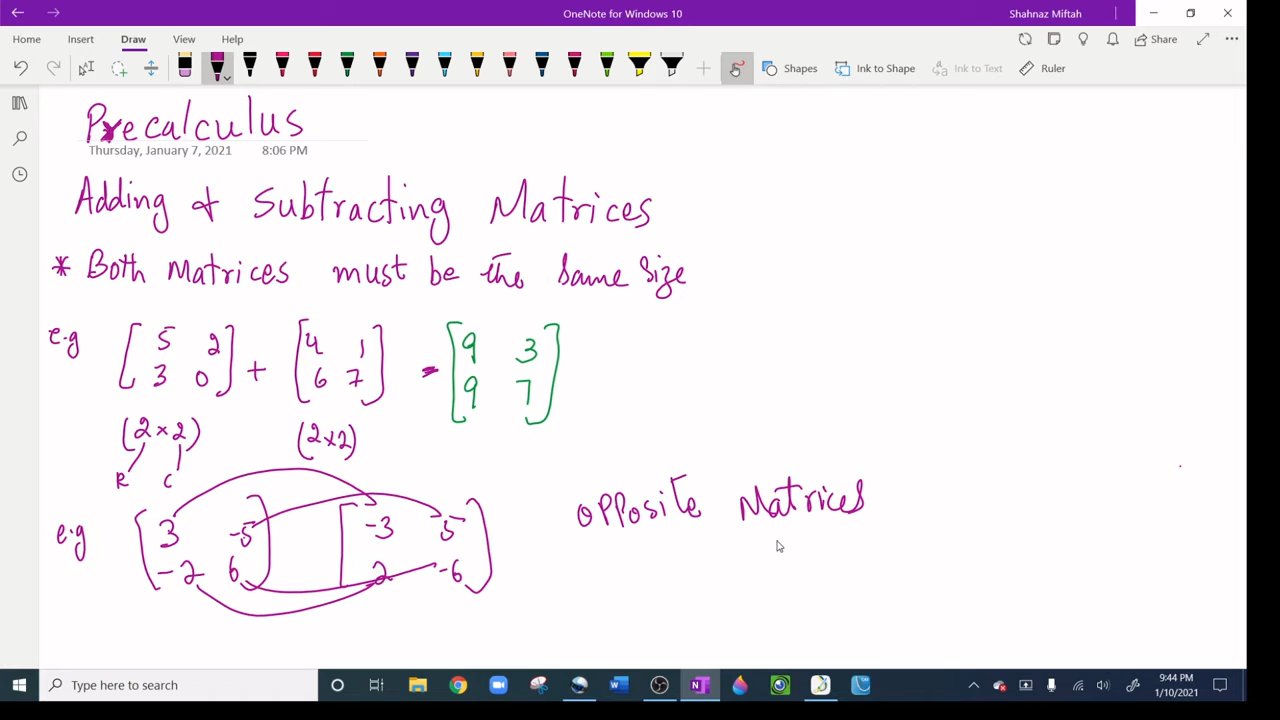 OneNote for Windows 10
Shahnaz Miftah
Home Insert Draw View Help
Share
Shapes Ink to Shape Ink to Text Ruler
Precalculus
Thursday, January 7, 2021 8:06 PM
Adding & Subtracting Matrices
* Both Matrices must be the same size
e.g [5 2] + [4 1] = [9 3]
[3 0] [6 7] [9 7]
(2×2) (2×2)
R C
e.g [3 -5] [-3 5]
[-2 6] [2 -6]
Opposite Matrices
Type here to search
9:44 PM
1/10/2021